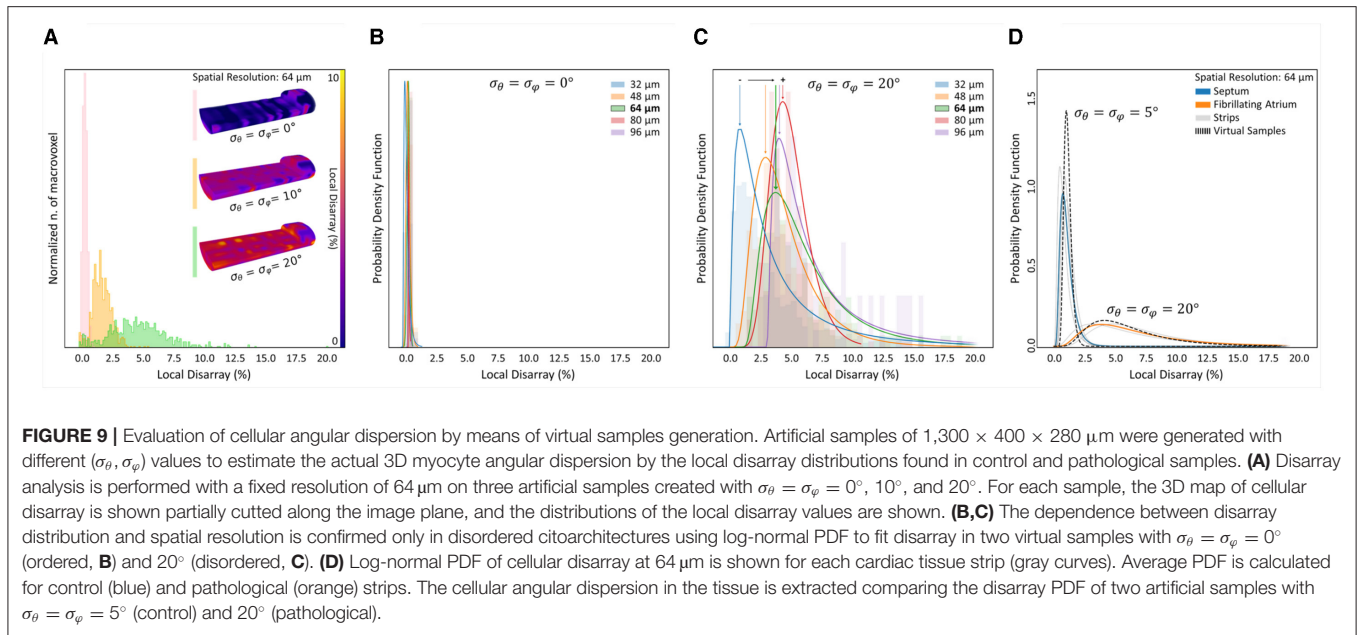 A
B
C
D
Normalized n. of macrovoxel
Spatial Resolution: 64 μm
σθ = σφ = 0°
σθ = σφ = 10°
σθ = σφ = 20°
10
Local Disarray (%)
0
0.0 2.5 5.0 7.5 10.0 12.5 15.0 17.5 20.0
Local Disarray (%)
Probability Density Function
σθ = σφ = 0°
32 μm
48 μm
64 μm
80 μm
96 μm
0.0 2.5 5.0 7.5 10.0 12.5 15.0 17.5 20.0
Local Disarray (%)
Probability Density Function
- +
σθ = σφ = 20°
32 μm
48 μm
64 μm
80 μm
96 μm
0.0 2.5 5.0 7.5 10.0 12.5 15.0 17.5 20.0
Local Disarray (%)
Probability Density Function
1.5
1.0
0.5
0.0
Spatial Resolution: 64 μm
Septum
Fibrillating Atrium
Strips
Virtual Samples
σθ = σφ = 5°
σθ = σφ = 20°
0.0 2.5 5.0 7.5 10.0 12.5 15.0 17.5 20.0
Local Disarray (%)
FIGURE 9 | Evaluation of cellular angular dispersion by means of virtual samples generation. Artificial samples of 1,300 × 400 × 280 μm were generated with
different (σθ, σφ) values to estimate the actual 3D myocyte angular dispersion by the local disarray distributions found in control and pathological samples. (A) Disarray
analysis is performed with a fixed resolution of 64 μm on three artificial samples created with σθ = σφ = 0°, 10°, and 20°. For each sample, the 3D map of cellular
disarray is shown partially cutted along the image plane, and the distributions of the local disarray values are shown. (B,C) The dependence between disarray
distribution and spatial resolution is confirmed only in disordered citoarchitectures using log-normal PDF to fit disarray in two virtual samples with σθ = σφ = 0°
(ordered, B) and 20° (disordered, C). (D) Log-normal PDF of cellular disarray at 64 μm is shown for each cardiac tissue strip (gray curves). Average PDF is calculated
for control (blue) and pathological (orange) strips. The cellular angular dispersion in the tissue is extracted comparing the disarray PDF of two artificial samples with
σθ = σφ = 5° (control) and 20° (pathological).